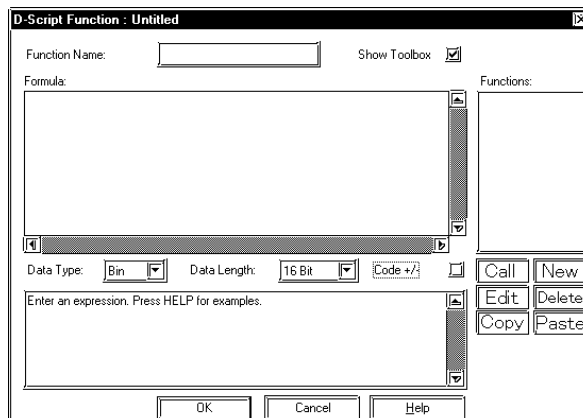 D-Script Function : Untitled
Function Name:
Show Toolbox
Formula:
Functions:
Data Type:
Bin
Data Length:
16 Bit
Code +/-
Call
New
Edit
Delete
Copy
Paste
Enter an expression. Press HELP for examples.
OK
Cancel
Help